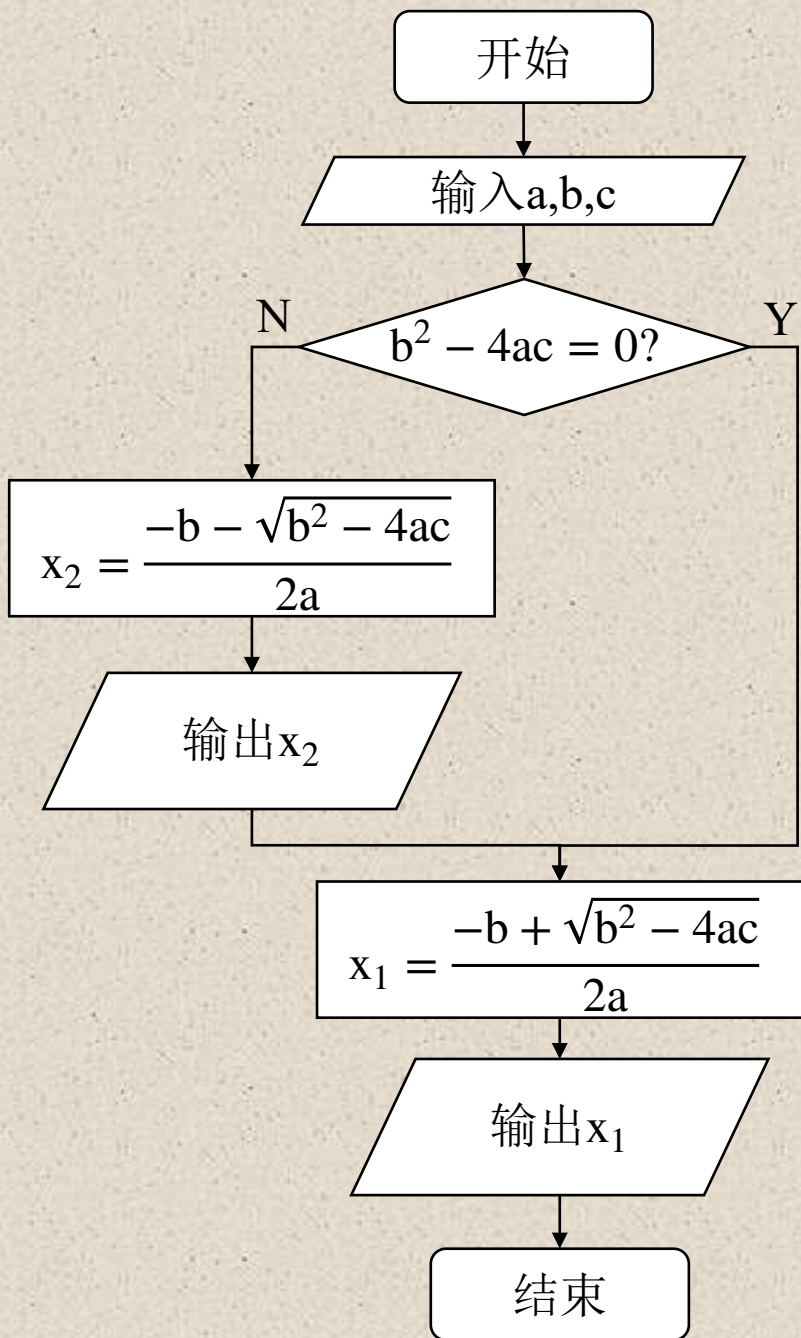 开始
输入a,b,c
N
Y
b² − 4ac = 0?
x₂ = (−b − √(b² − 4ac)) / 2a
输出x₂
x₁ = (−b + √(b² − 4ac)) / 2a
输出x₁
结束